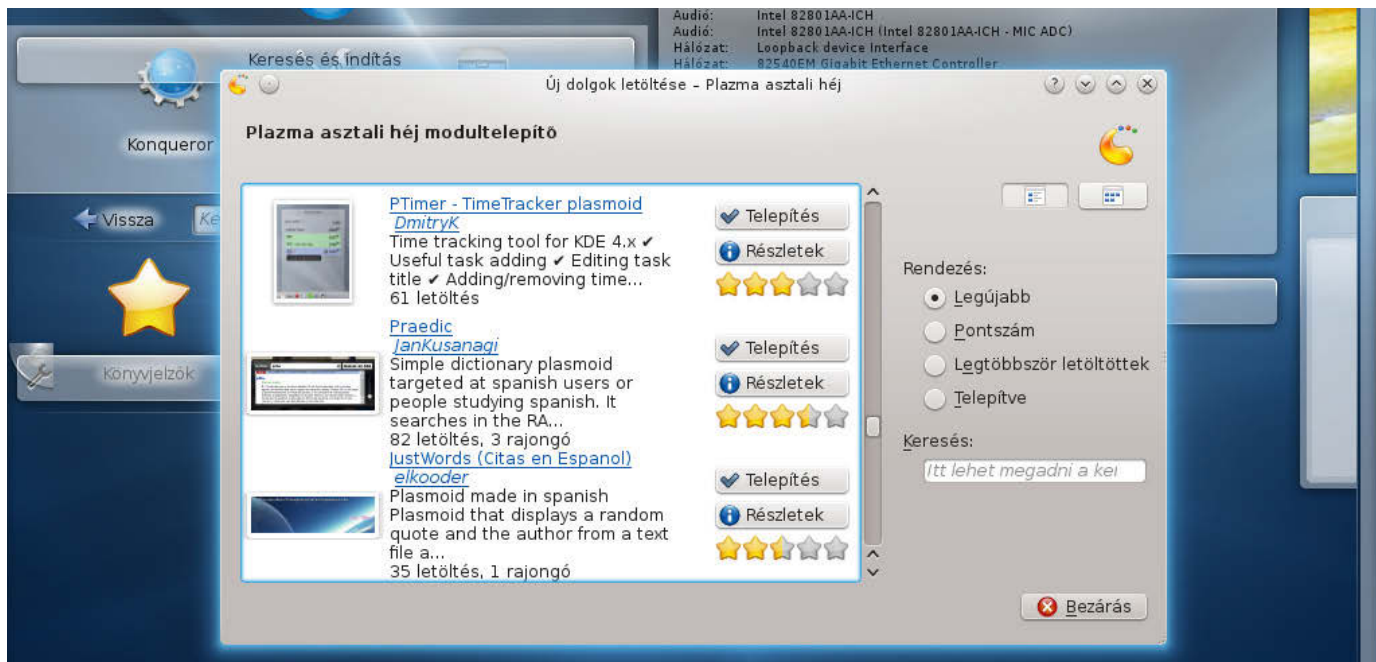 Audió: Intel 82801AA-ICH
Audió: Intel 82801AA-ICH (Intel 82801AA-ICH - MIC ADC)
Hálózat: Loopback device Interface
Hálózat: 82540EM Gigabit Ethernet Controller
Keresés és indítás
Konqueror
Vissza
Ke
Könyvjelzők
Új dolgok letöltése – Plazma asztali héj
Plazma asztali héj modultelepítő
PTimer - TimeTracker plasmoid
DmitryK
Time tracking tool for KDE 4.x ✔
Useful task adding ✔ Editing task
title ✔ Adding/removing time...
61 letöltés
Telepítés
Részletek
Praedic
JanKusanagi
Simple dictionary plasmoid
targeted at spanish users or
people studying spanish. It
searches in the RA...
82 letöltés, 3 rajongó
Telepítés
Részletek
JustWords (Citas en Espanol)
elkooder
Plasmoid made in spanish
Plasmoid that displays a random
quote and the author from a text
file a...
35 letöltés, 1 rajongó
Telepítés
Részletek
Rendezés:
Legújabb
Pontszám
Legtöbbször letöltöttek
Telepítve
Keresés:
Itt lehet megadni a kei
Bezárás